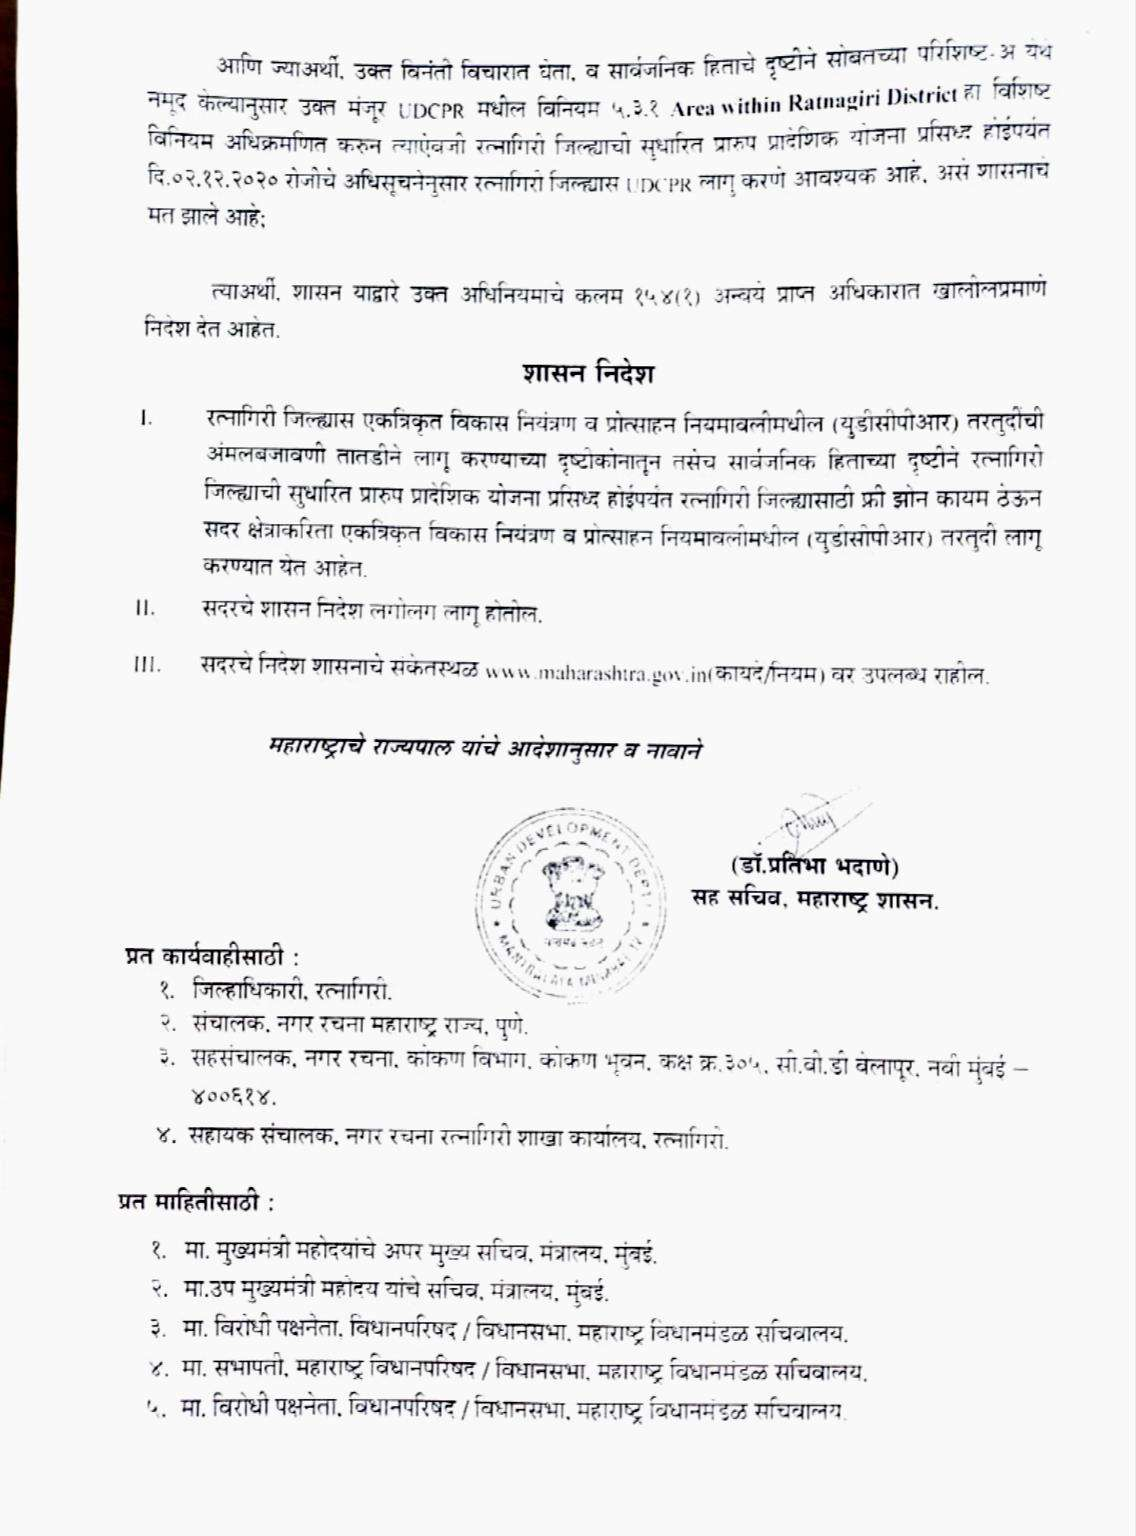 आणि ज्याअर्थी, उक्त विनंती विचारात घेता, व सार्वजनिक हिताचे दृष्टीने सोबतच्या परिशिष्ट-अ येथे
नमूद केल्यानुसार उक्त मंजूर UDCPR मधील विनियम ५.३.१ Area within Ratnagiri District हा विशिष्ट
विनियम अधिक्रमणित करुन त्याऐवजी रत्नागिरी जिल्ह्याची सुधारित प्रारुप प्रादेशिक योजना प्रसिध्द होईपर्यंत
दि.०२.१२.२०२० रोजीचे अधिसूचनेनुसार रत्नागिरी जिल्ह्यास UDCPR लागु करणे आवश्यक आहे, असे शासनाचे
मत झाले आहे;
त्याअर्थी, शासन याद्वारे उक्त अधिनियमाचे कलम १५४(१) अन्वये प्राप्त अधिकारात खालीलप्रमाणे
निदेश देत आहेत.
शासन निदेश
I. रत्नागिरी जिल्ह्यास एकत्रिकृत विकास नियंत्रण व प्रोत्साहन नियमावलीमधील (युडीसीपीआर) तरतुदींची
अंमलबजावणी तातडीने लागू करण्याच्या दृष्टीकोनातून तसेच सार्वजनिक हिताच्या दृष्टीने रत्नागिरी
जिल्ह्याची सुधारित प्रारुप प्रादेशिक योजना प्रसिध्द होईपर्यंत रत्नागिरी जिल्ह्यासाठी फ्री झोन कायम ठेऊन
सदर क्षेत्राकरिता एकत्रिकृत विकास नियंत्रण व प्रोत्साहन नियमावलीमधील (युडीसीपीआर) तरतुदी लागू
करण्यात येत आहेत.
II. सदरचे शासन निदेश लगोलग लागू होतील.
III. सदरचे निदेश शासनाचे संकेतस्थळ www.maharashtra.gov.in(कायदे/नियम) वर उपलब्ध राहील.
महाराष्ट्राचे राज्यपाल यांचे आदेशानुसार व नावाने
URBAN DEVELOPMENT DEPTT.
(डॉ.प्रतिभा भदाणे)
सह सचिव, महाराष्ट्र शासन.
प्रत कार्यवाहीसाठी :
१. जिल्हाधिकारी, रत्नागिरी.
२. संचालक, नगर रचना महाराष्ट्र राज्य, पुणे.
३. सहसंचालक, नगर रचना, कोकण विभाग, कोकण भुवन, कक्ष क्र.३०५, सी.बी.डी बेलापूर, नवी मुंबई –
४००६१४.
४. सहायक संचालक, नगर रचना रत्नागिरी शाखा कार्यालय, रत्नागिरी.
प्रत माहितीसाठी :
१. मा. मुख्यमंत्री महोदयांचे अपर मुख्य सचिव, मंत्रालय, मुंबई.
२. मा.उप मुख्यमंत्री महोदय यांचे सचिव, मंत्रालय, मुंबई.
३. मा. विरोधी पक्षनेता, विधानपरिषद / विधानसभा, महाराष्ट्र विधानमंडळ सचिवालय.
४. मा. सभापती, महाराष्ट्र विधानपरिषद / विधानसभा, महाराष्ट्र विधानमंडळ सचिवालय.
५. मा. विरोधी पक्षनेता, विधानपरिषद / विधानसभा, महाराष्ट्र विधानमंडळ सचिवालय.